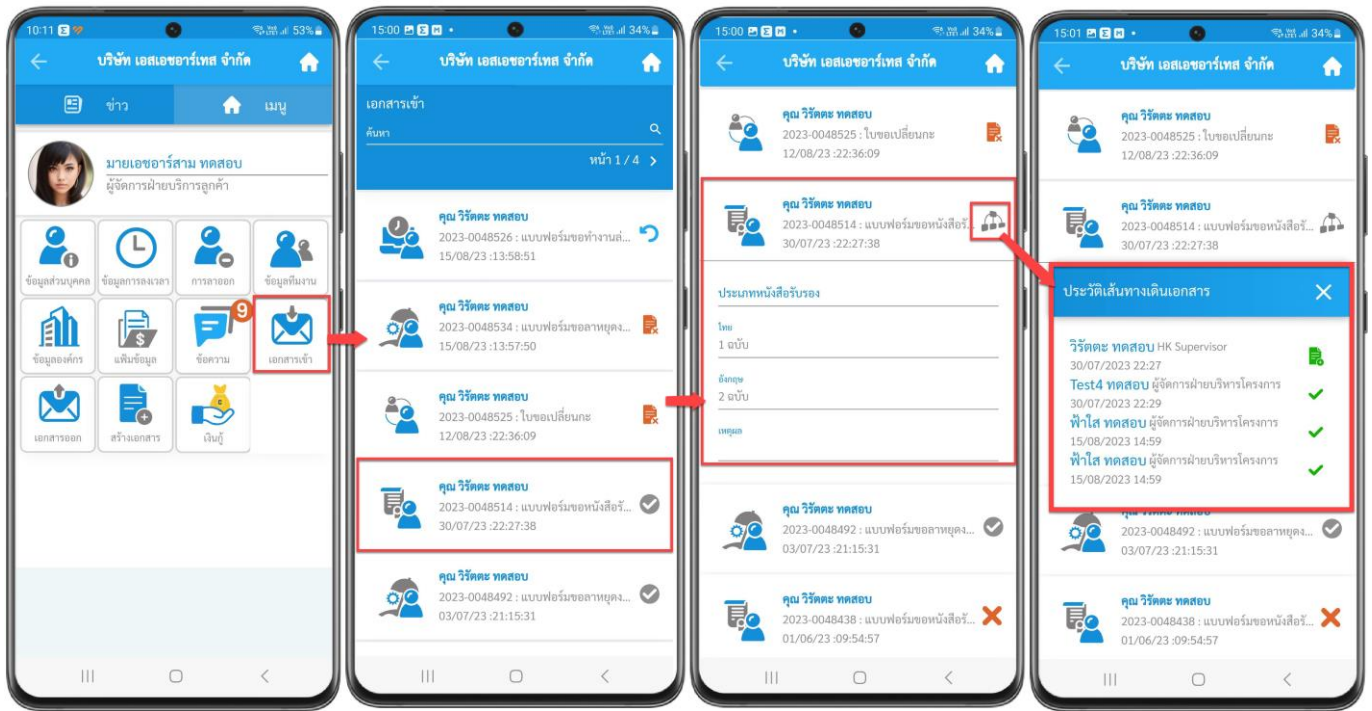 10:11
53%
บริษัท เอสเอชอาร์เทส จำกัด
ข่าว
เมนู
มายเอชอาร์สาม ทดสอบ
ผู้จัดการฝ่ายบริการลูกค้า
ข้อมูลส่วนบุคคล
ข้อมูลการลงเวลา
การลาออก
ข้อมูลทีมงาน
9
ข้อมูลองค์กร
แฟ้มข้อมูล
ข้อความ
เอกสารเข้า
เอกสารออก
สร้างเอกสาร
เงินกู้
15:00
34%
บริษัท เอสเอชอาร์เทส จำกัด
เอกสารเข้า
ค้นหา
หน้า 1 / 4
คุณ วิรัตตะ ทดสอบ
2023-0048526 : แบบฟอร์มขอทำงานล่...
15/08/23 :13:58:51
คุณ วิรัตตะ ทดสอบ
2023-0048534 : แบบฟอร์มขอลาหยุดง...
15/08/23 :13:57:50
คุณ วิรัตตะ ทดสอบ
2023-0048525 : ใบขอเปลี่ยนกะ
12/08/23 :22:36:09
คุณ วิรัตตะ ทดสอบ
2023-0048514 : แบบฟอร์มขอหนังสือรั...
30/07/23 :22:27:38
คุณ วิรัตตะ ทดสอบ
2023-0048492 : แบบฟอร์มขอลาหยุดง...
03/07/23 :21:15:31
15:00
34%
บริษัท เอสเอชอาร์เทส จำกัด
คุณ วิรัตตะ ทดสอบ
2023-0048525 : ใบขอเปลี่ยนกะ
12/08/23 :22:36:09
คุณ วิรัตตะ ทดสอบ
2023-0048514 : แบบฟอร์มขอหนังสือรั...
30/07/23 :22:27:38
ประเภทหนังสือรับรอง
ไทย
1 ฉบับ
อังกฤษ
2 ฉบับ
เหตุผล
คุณ วิรัตตะ ทดสอบ
2023-0048492 : แบบฟอร์มขอลาหยุดง...
03/07/23 :21:15:31
คุณ วิรัตตะ ทดสอบ
2023-0048438 : แบบฟอร์มขอหนังสือรั...
01/06/23 :09:54:57
15:01
34%
บริษัท เอสเอชอาร์เทส จำกัด
คุณ วิรัตตะ ทดสอบ
2023-0048525 : ใบขอเปลี่ยนกะ
12/08/23 :22:36:09
คุณ วิรัตตะ ทดสอบ
2023-0048514 : แบบฟอร์มขอหนังสือรั...
30/07/23 :22:27:38
ประวัติเส้นทางเดินเอกสาร
วิรัตตะ ทดสอบ HK Supervisor
30/07/2023 22:27
Test4 ทดสอบ ผู้จัดการฝ่ายบริหารโครงการ
30/07/2023 22:29
ฟ้าใส ทดสอบ ผู้จัดการฝ่ายบริหารโครงการ
15/08/2023 14:59
ฟ้าใส ทดสอบ ผู้จัดการฝ่ายบริหารโครงการ
15/08/2023 14:59
คุณ วิรัตตะ ทดสอบ
2023-0048492 : แบบฟอร์มขอลาหยุดง...
03/07/23 :21:15:31
คุณ วิรัตตะ ทดสอบ
2023-0048438 : แบบฟอร์มขอหนังสือรั...
01/06/23 :09:54:57